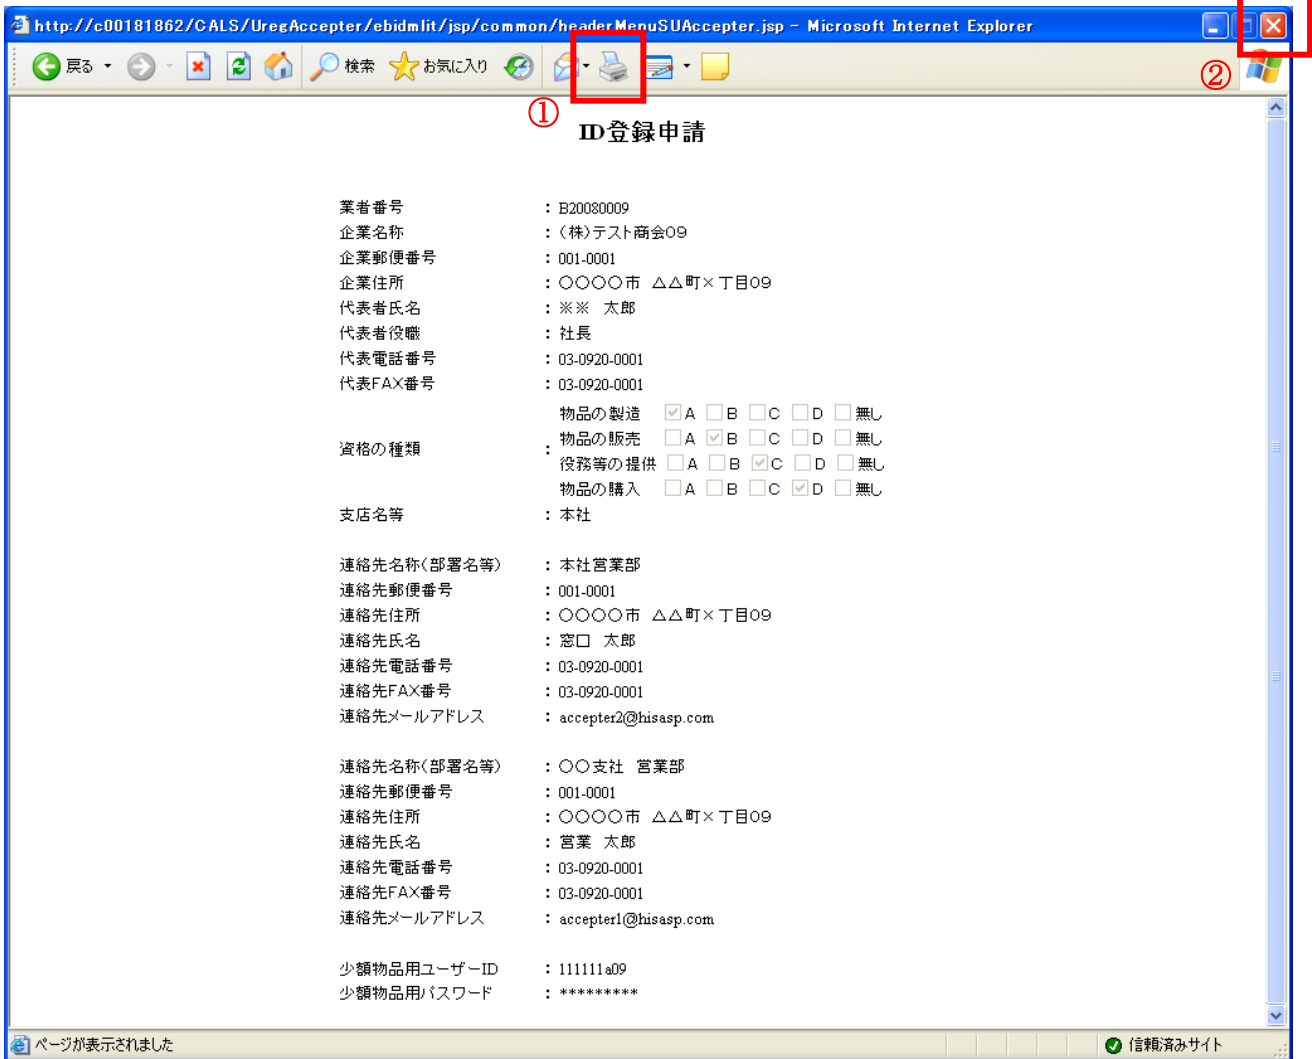 http://c00181862/CALS/UregAccepter/ebidmlit/jsp/common/headerMenuSUAccepter.jsp - Microsoft Internet Explorer
戻る 検索 お気に入り
① ②
ID登録申請
業者番号 : B20080009
企業名称 : (株)テスト商会09
企業郵便番号 : 001-0001
企業住所 : ○○○○市 △△町×丁目09
代表者氏名 : ※※ 太郎
代表者役職 : 社長
代表電話番号 : 03-0920-0001
代表FAX番号 : 03-0920-0001
資格の種類 :
物品の製造 A B C D 無し
物品の販売 A B C D 無し
役務等の提供 A B C D 無し
物品の購入 A B C D 無し
支店名等 : 本社
連絡先名称(部署名等) : 本社営業部
連絡先郵便番号 : 001-0001
連絡先住所 : ○○○○市 △△町×丁目09
連絡先氏名 : 窓口 太郎
連絡先電話番号 : 03-0920-0001
連絡先FAX番号 : 03-0920-0001
連絡先メールアドレス : accepter2@hisasp.com
連絡先名称(部署名等) : ○○支社 営業部
連絡先郵便番号 : 001-0001
連絡先住所 : ○○○○市 △△町×丁目09
連絡先氏名 : 営業 太郎
連絡先電話番号 : 03-0920-0001
連絡先FAX番号 : 03-0920-0001
連絡先メールアドレス : accepter1@hisasp.com
少額物品用ユーザーID : 111111a09
少額物品用パスワード : *********
ページが表示されました 信頼済みサイト